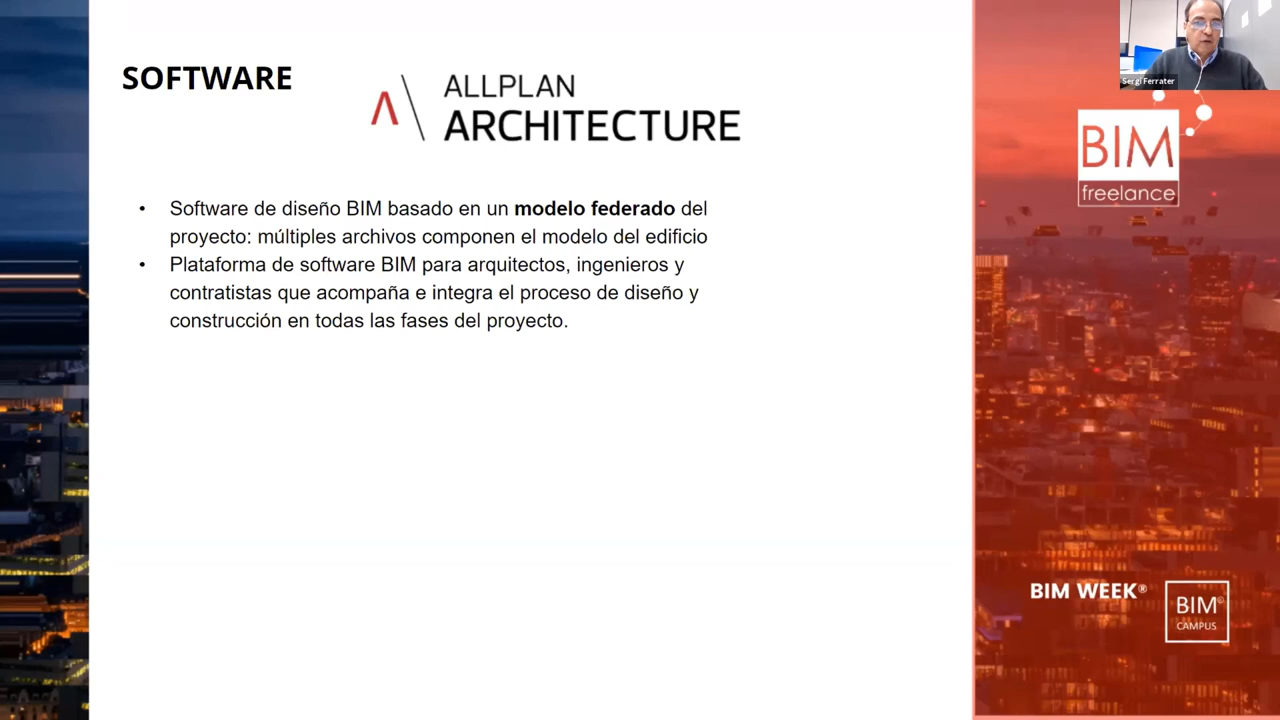 SOFTWARE
ALLPLAN
ARCHITECTURE
• Software de diseño BIM basado en un modelo federado del
proyecto: múltiples archivos componen el modelo del edificio
• Plataforma de software BIM para arquitectos, ingenieros y
contratistas que acompaña e integra el proceso de diseño y
construcción en todas las fases del proyecto.
Sergi Ferrater
BIM
freelance
BIM WEEK®
BIM®
CAMPUS